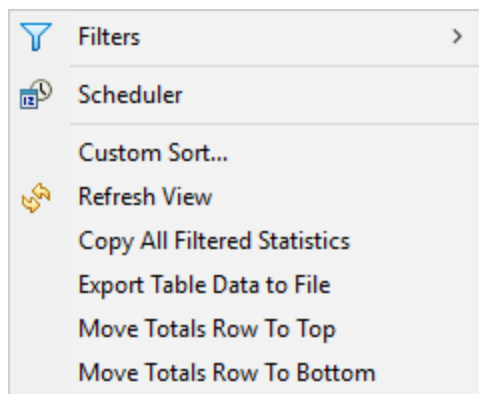 Filters
Scheduler
Custom Sort...
Refresh View
Copy All Filtered Statistics
Export Table Data to File
Move Totals Row To Top
Move Totals Row To Bottom